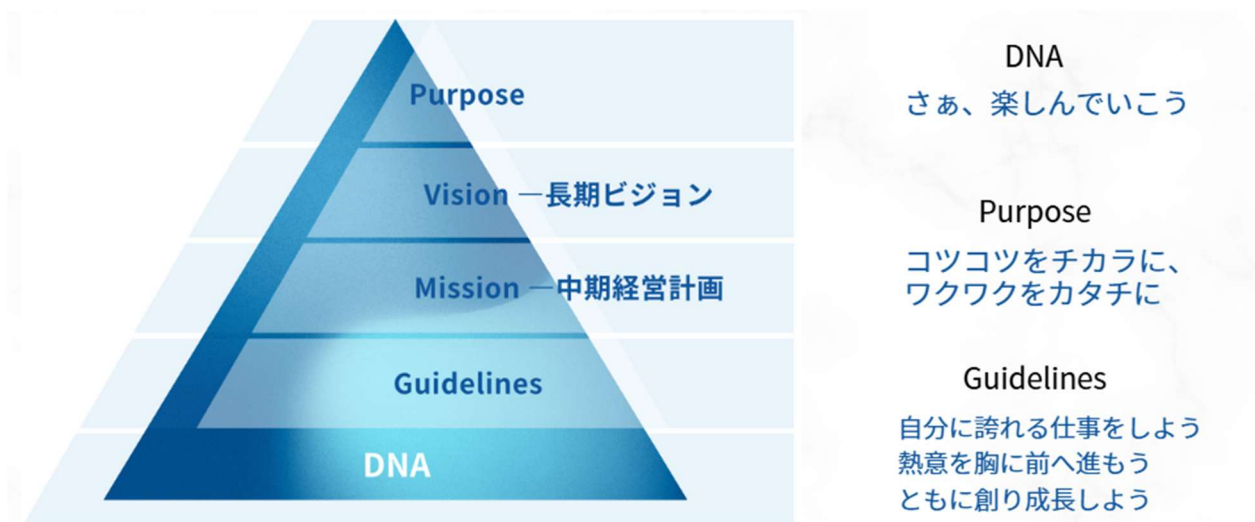 Purpose
Vision ―長期ビジョン
Mission ―中期経営計画
Guidelines
DNA
DNA
さぁ、楽しんでいこう
Purpose
コツコツをチカラに、
ワクワクをカタチに
Guidelines
自分に誇れる仕事をしよう
熱意を胸に前へ進もう
ともに創り成長しよう